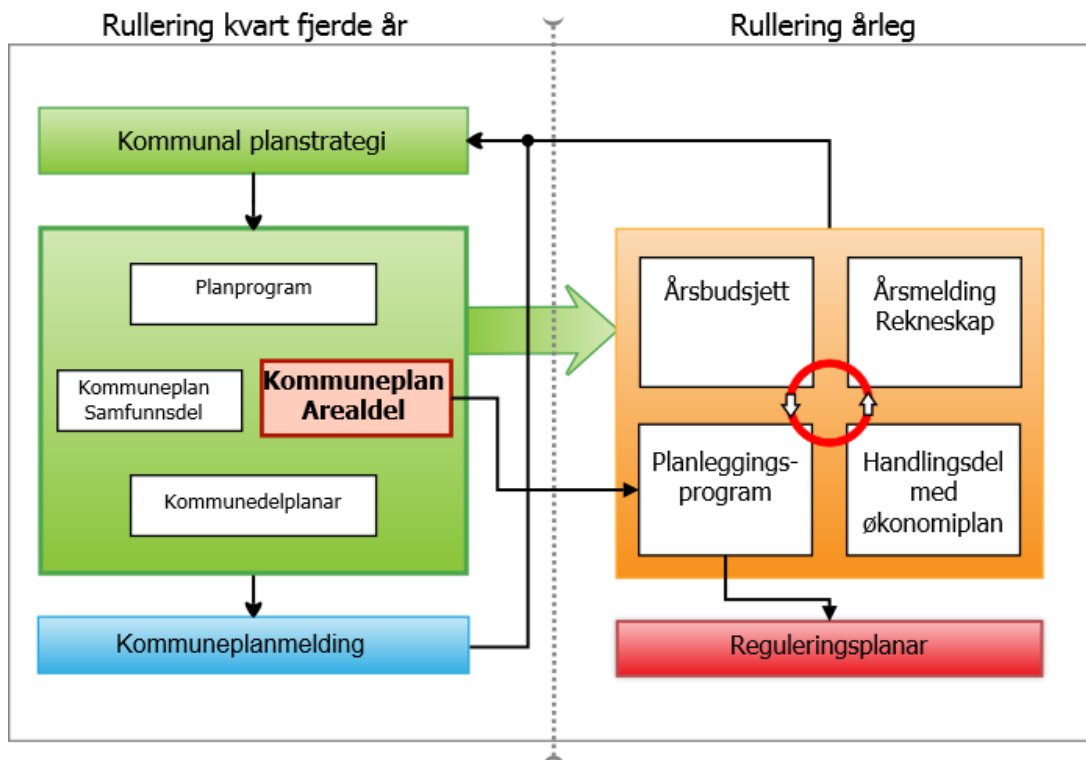 Rullering kvart fjerde år
Rullering årleg
Kommunal planstrategi
Planprogram
Kommuneplan
Samfunnsdel
Kommuneplan
Arealdel
Kommunedelplanar
Kommuneplanmelding
Årsbudsjett
Årsmelding
Rekneskap
Planleggings-
program
Handlingsdel
med
økonomiplan
Reguleringsplanar